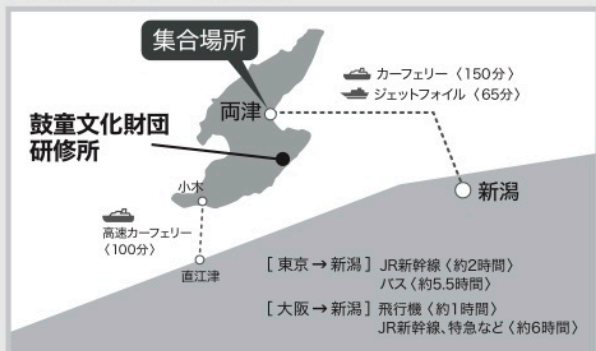 集合場所
カーフェリー〈150分〉
ジェットフォイル〈65分〉
両津
鼓童文化財団
研修所
新潟
小木
高速カーフェリー
〈100分〉
直江津
[ 東京→新潟 ] JR新幹線〈約2時間〉
バス〈約5.5時間〉
[ 大阪→新潟 ] 飛行機〈約1時間〉
JR新幹線、特急など〈約6時間〉